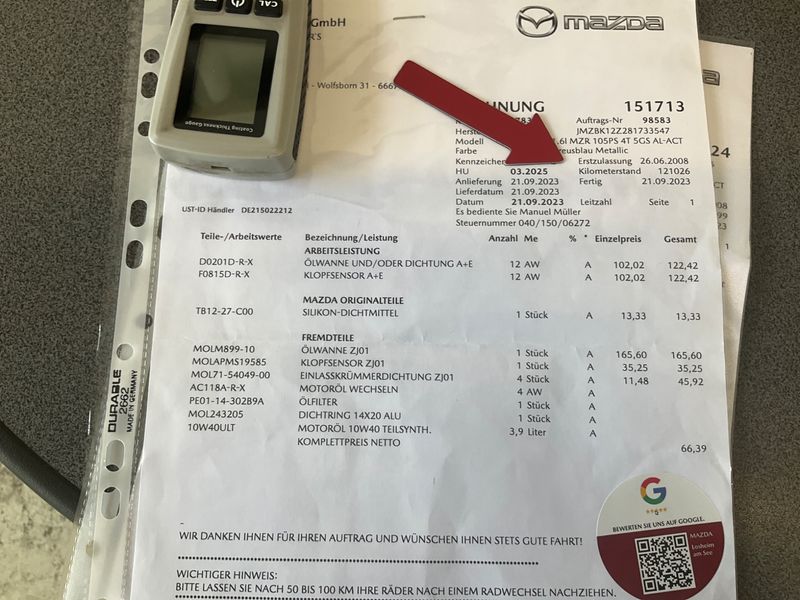 CAL
Coating Thickness Gauge
GmbH
mazda
- Wolfsborn 31 -
HNUNG 151713
Auftrags-Nr 98583
JMZBK12Z281733547
Modell .6i MZR 105PS 4T 5GS AL-ACT
Farbe reusblau Metallic
Kennzeichen Erstzulassung 26.06.2008
HU 03.2025 Kilometerstand 121026
Anlieferung 21.09.2023 Fertig 21.09.2023
Lieferdatum 21.09.2023
Datum 21.09.2023 Leitzahl Seite 1
Es bediente Sie Manuel Müller
Steuernummer 040/150/06272
UST-ID Händler DE215022212
Teile-/Arbeitswerte Bezeichnung/Leistung Anzahl Me % * Einzelpreis Gesamt
ARBEITSLEISTUNG
D0201D-R-X ÖLWANNE UND/ODER DICHTUNG A+E 12 AW A 102,02 122,42
F0815D-R-X KLOPFSENSOR A+E 12 AW A 102,02 122,42
MAZDA ORIGINALTEILE
TB12-27-C00 SILIKON-DICHTMITTEL 1 Stück A 13,33 13,33
FREMDTEILE
MOLM899-10 ÖLWANNE ZJ01 1 Stück A 165,60 165,60
MOLAPMS19585 KLOPFSENSOR ZJ01 1 Stück A 35,25 35,25
MOL71-54049-00 EINLASSKRÜMMERDICHTUNG ZJ01 4 Stück A 11,48 45,92
AC118A-R-X MOTORÖL WECHSELN 4 AW A
PE01-14-302B9A ÖLFILTER 1 Stück A
MOL243205 DICHTRING 14X20 ALU 1 Stück A
10W40ULT MOTORÖL 10W40 TEILSYNTH. 3,9 Liter A
KOMPLETTPREIS NETTO 66,39
DURABLE
2662
MADE IN GERMANY
24
G
BEWERTEN SIE UNS AUF GOOGLE.
MAZDA
Losheim
am See
WIR DANKEN IHNEN FÜR IHREN AUFTRAG UND WÜNSCHEN IHNEN STETS GUTE FAHRT!
WICHTIGER HINWEIS:
BITTE LASSEN SIE NACH 50 BIS 100 KM IHRE RÄDER NACH EINEM RADWECHSEL NACHZIEHEN.